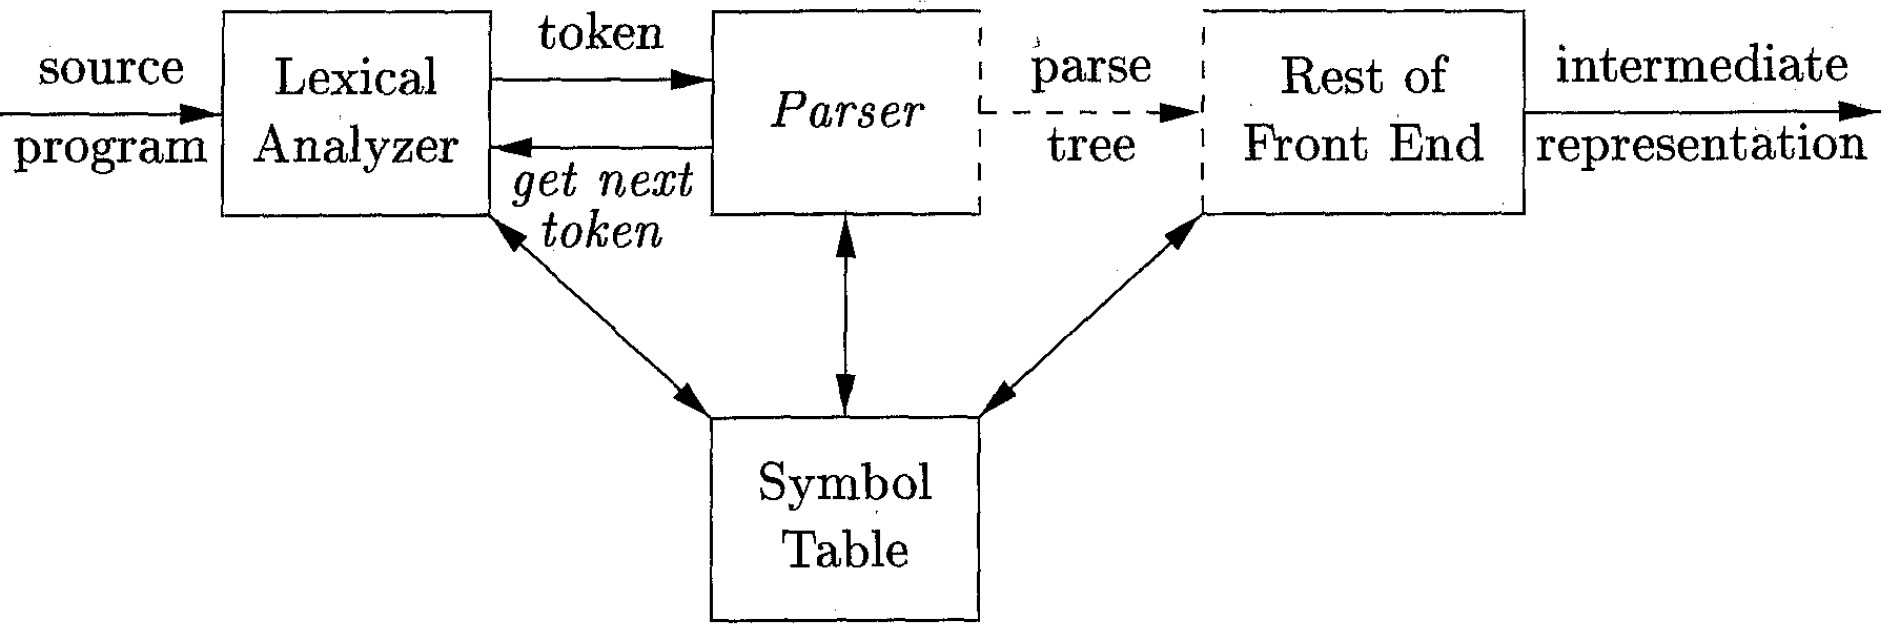 source
program
Lexical
Analyzer
token
get next
token
Parser
parse
tree
Rest of
Front End
intermediate
representation
Symbol
Table